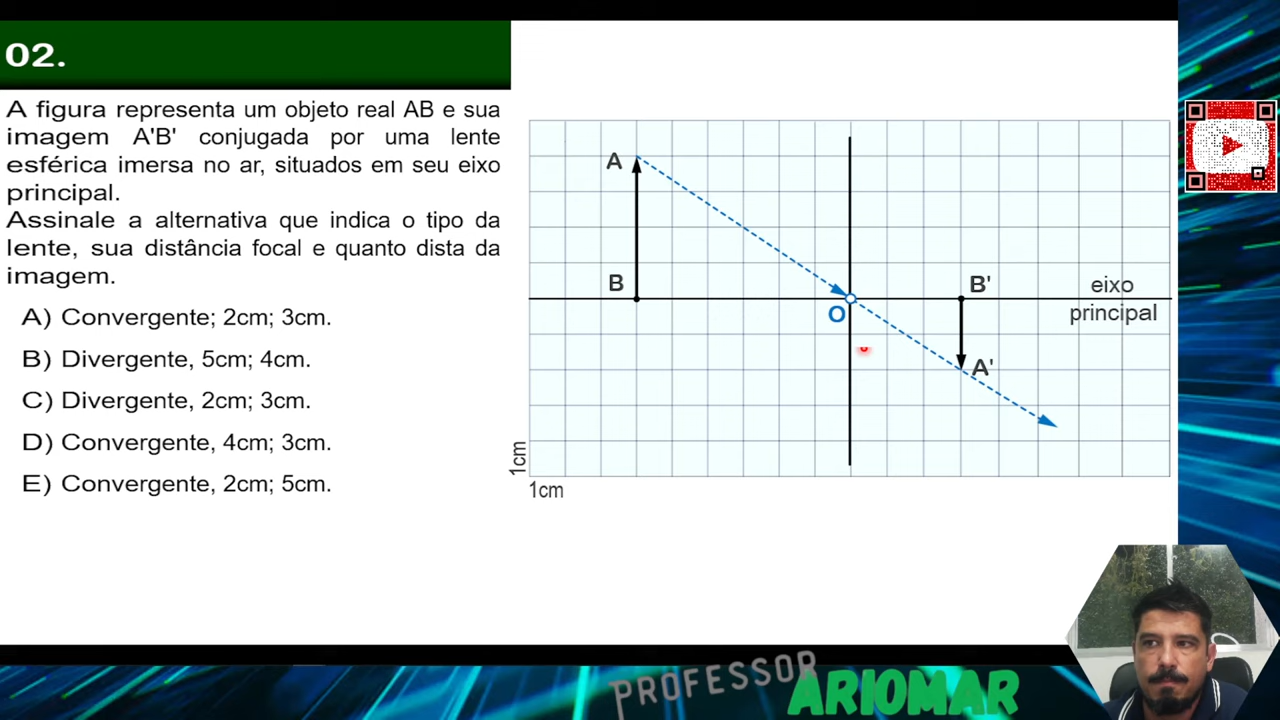 02.
A figura representa um objeto real AB e sua
imagem A'B' conjugada por uma lente
esférica imersa no ar, situados em seu eixo
principal.
Assinale a alternativa que indica o tipo da
lente, sua distância focal e quanto dista da
imagem.
A) Convergente; 2cm; 3cm.
B) Divergente, 5cm; 4cm.
C) Divergente, 2cm; 3cm.
D) Convergente, 4cm; 3cm.
E) Convergente, 2cm; 5cm.
A
B
O
B'
A'
eixo
principal
1cm
1cm
PROFESSOR
ARIOMAR